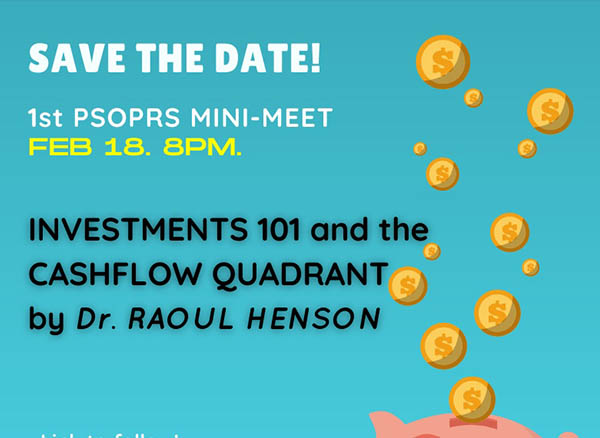 SAVE THE DATE!
1st PSOPRS MINI-MEET
FEB 18. 8PM.
INVESTMENTS 101 and the
CASHFLOW QUADRANT
by Dr. RAOUL HENSON
$
$
$
$
$
$
$
$
$
$
$
$